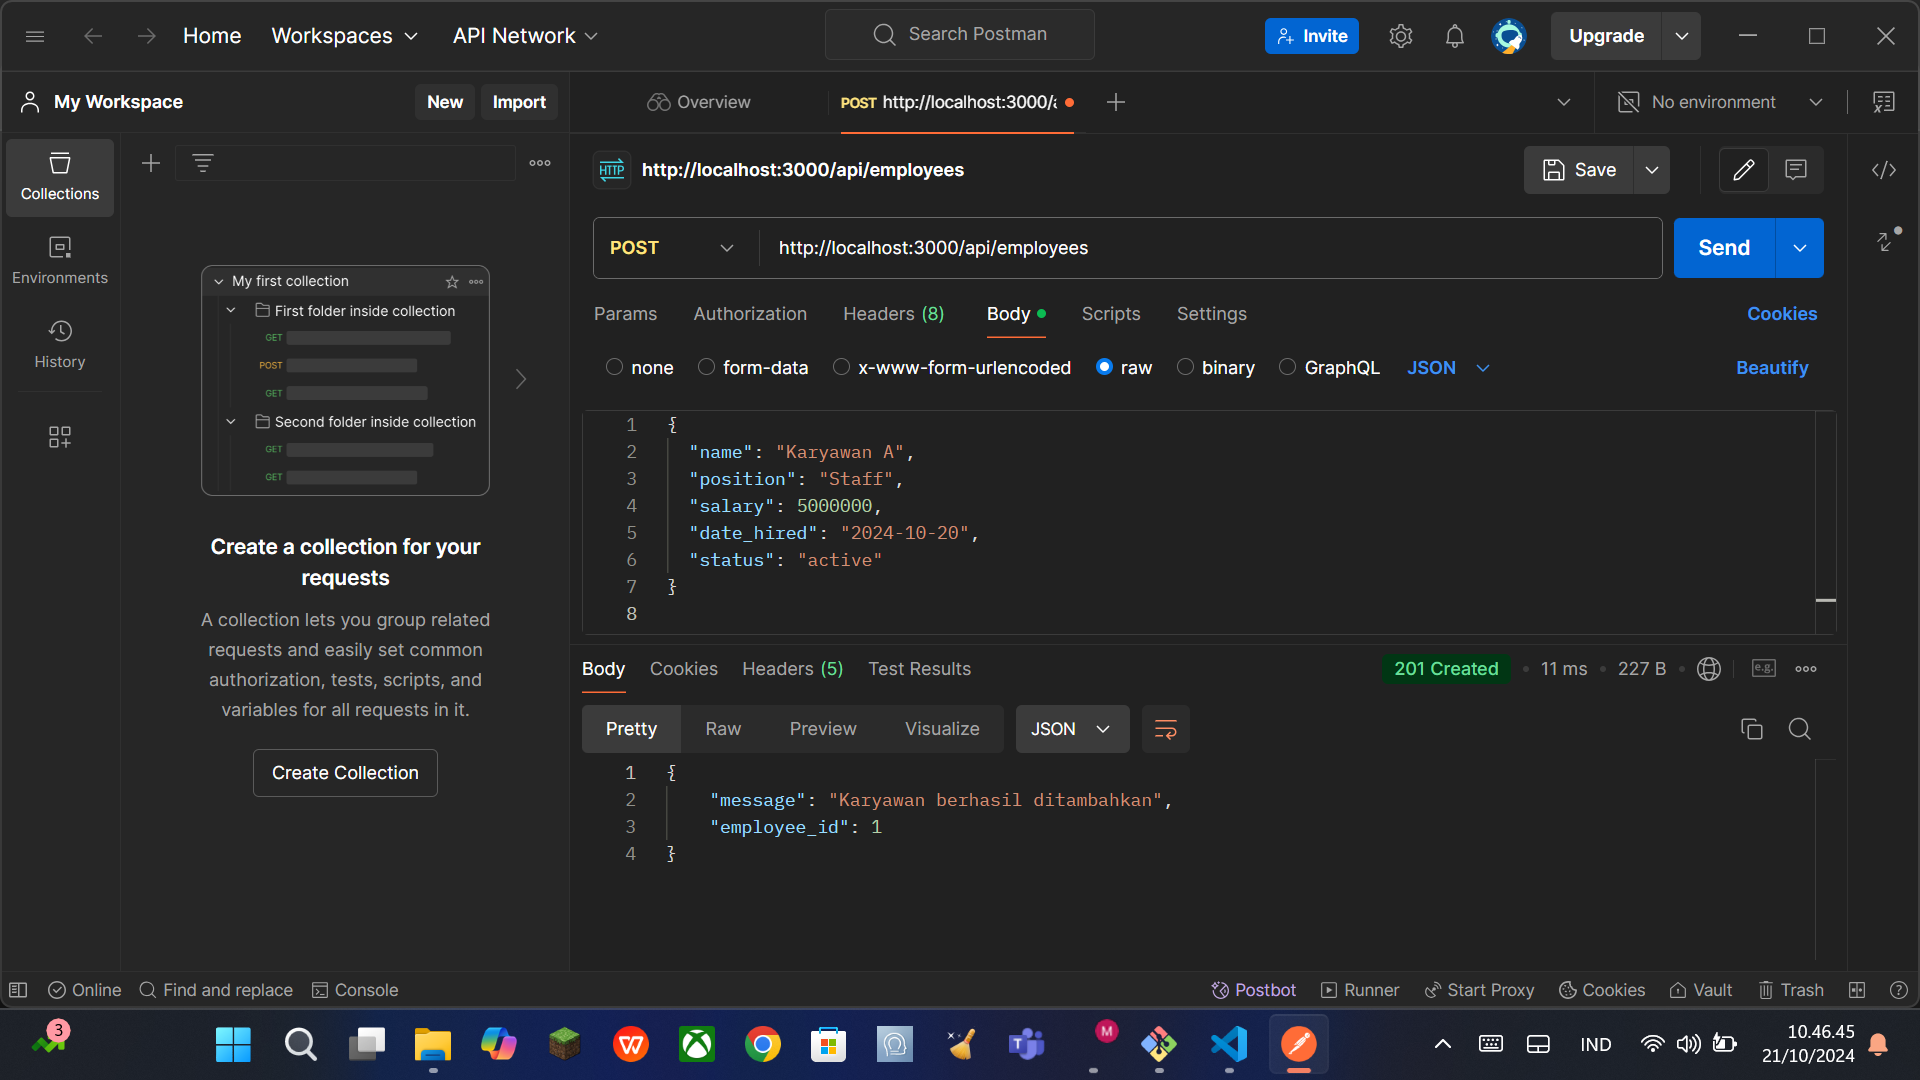 Home
Workspaces
API Network
Search Postman
Invite
Upgrade
My Workspace
New
Import
Overview
POST http://localhost:3000/a
No environment
Collections
Environments
History
My first collection
First folder inside collection
GET
POST
GET
Second folder inside collection
GET
GET
Create a collection for your
requests
A collection lets you group related
requests and easily set common
authorization, tests, scripts, and
variables for all requests in it.
Create Collection
HTTP
http://localhost:3000/api/employees
Save
POST
http://localhost:3000/api/employees
Send
Params
Authorization
Headers (8)
Body
Scripts
Settings
Cookies
none
form-data
x-www-form-urlencoded
raw
binary
GraphQL
JSON
Beautify
1 {
2 "name": "Karyawan A",
3 "position": "Staff",
4 "salary": 5000000,
5 "date_hired": "2024-10-20",
6 "status": "active"
7 }
8
Body
Cookies
Headers (5)
Test Results
201 Created
11 ms
227 B
e.g.
Pretty
Raw
Preview
Visualize
JSON
1 {
2 "message": "Karyawan berhasil ditambahkan",
3 "employee_id": 1
4 }
Online
Find and replace
Console
Postbot
Runner
Start Proxy
Cookies
Vault
Trash
3
M
IND
10.46.45
21/10/2024